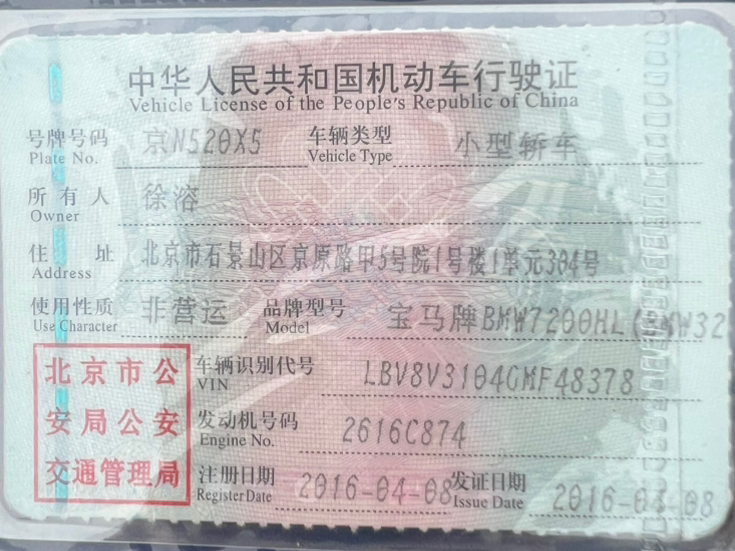 中华人民共和国机动车行驶证
Vehicle License of the People's Republic of China
号牌号码 京N520X5 车辆类型 小型轿车
Plate No. Vehicle Type
所有人 徐溶
Owner
住址 北京市石景山区京原路甲5号院1号楼1单元304号
Address
使用性质 非营运 品牌型号 宝马牌BMW7200HL(BMW32
Use Character Model
北京市公
安局公安
交通管理局
车辆识别代号 LBV8V3104GMF48378
VIN
发动机号码 2616C874
Engine No.
注册日期 2016-04-08 发证日期 2016-04-08
Register Date Issue Date